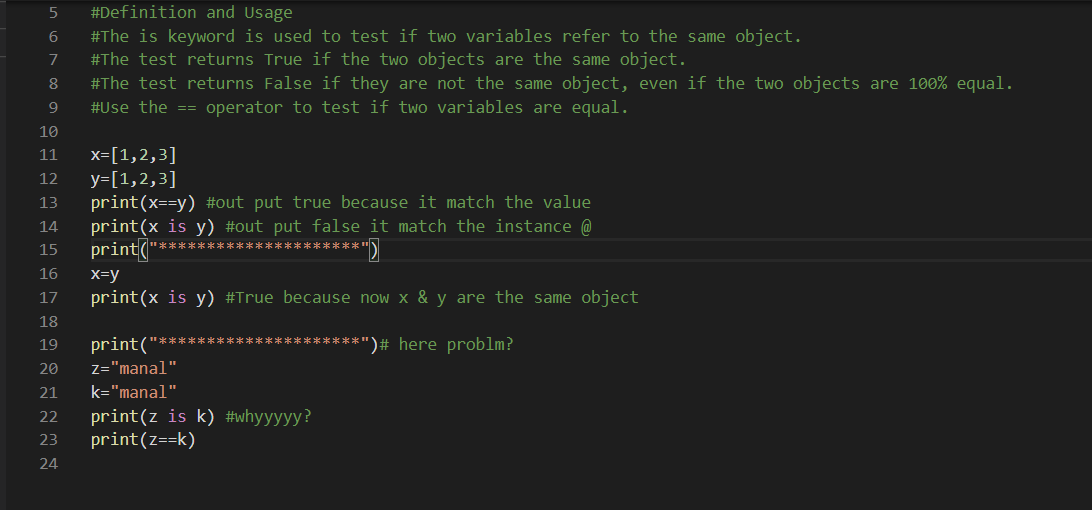 5 #Definition and Usage
6 #The is keyword is used to test if two variables refer to the same object.
7 #The test returns True if the two objects are the same object.
8 #The test returns False if they are not the same object, even if the two objects are 100% equal.
9 #Use the == operator to test if two variables are equal.
10
11 x=[1,2,3]
12 y=[1,2,3]
13 print(x==y) #out put true because it match the value
14 print(x is y) #out put false it match the instance @
15 print("*********************")
16 x=y
17 print(x is y) #True because now x & y are the same object
18
19 print("*********************")# here problm?
20 z="manal"
21 k="manal"
22 print(z is k) #whyyyyy?
23 print(z==k)
24